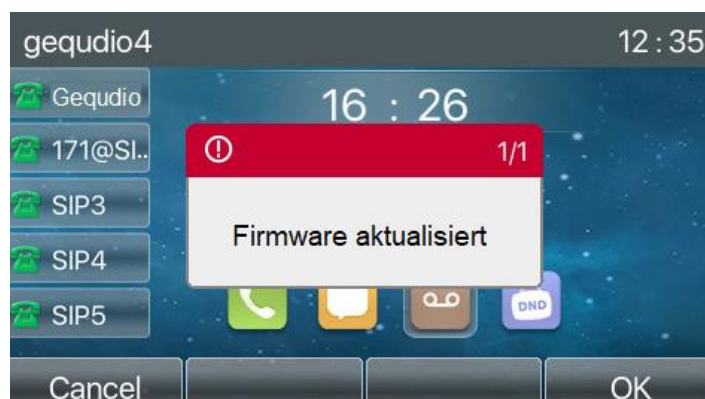 gequdio4 12:35
Gequdio
16 : 26
171@SI..
1/1
SIP3
Firmware aktualisiert
SIP4
SIP5
DND
Cancel OK